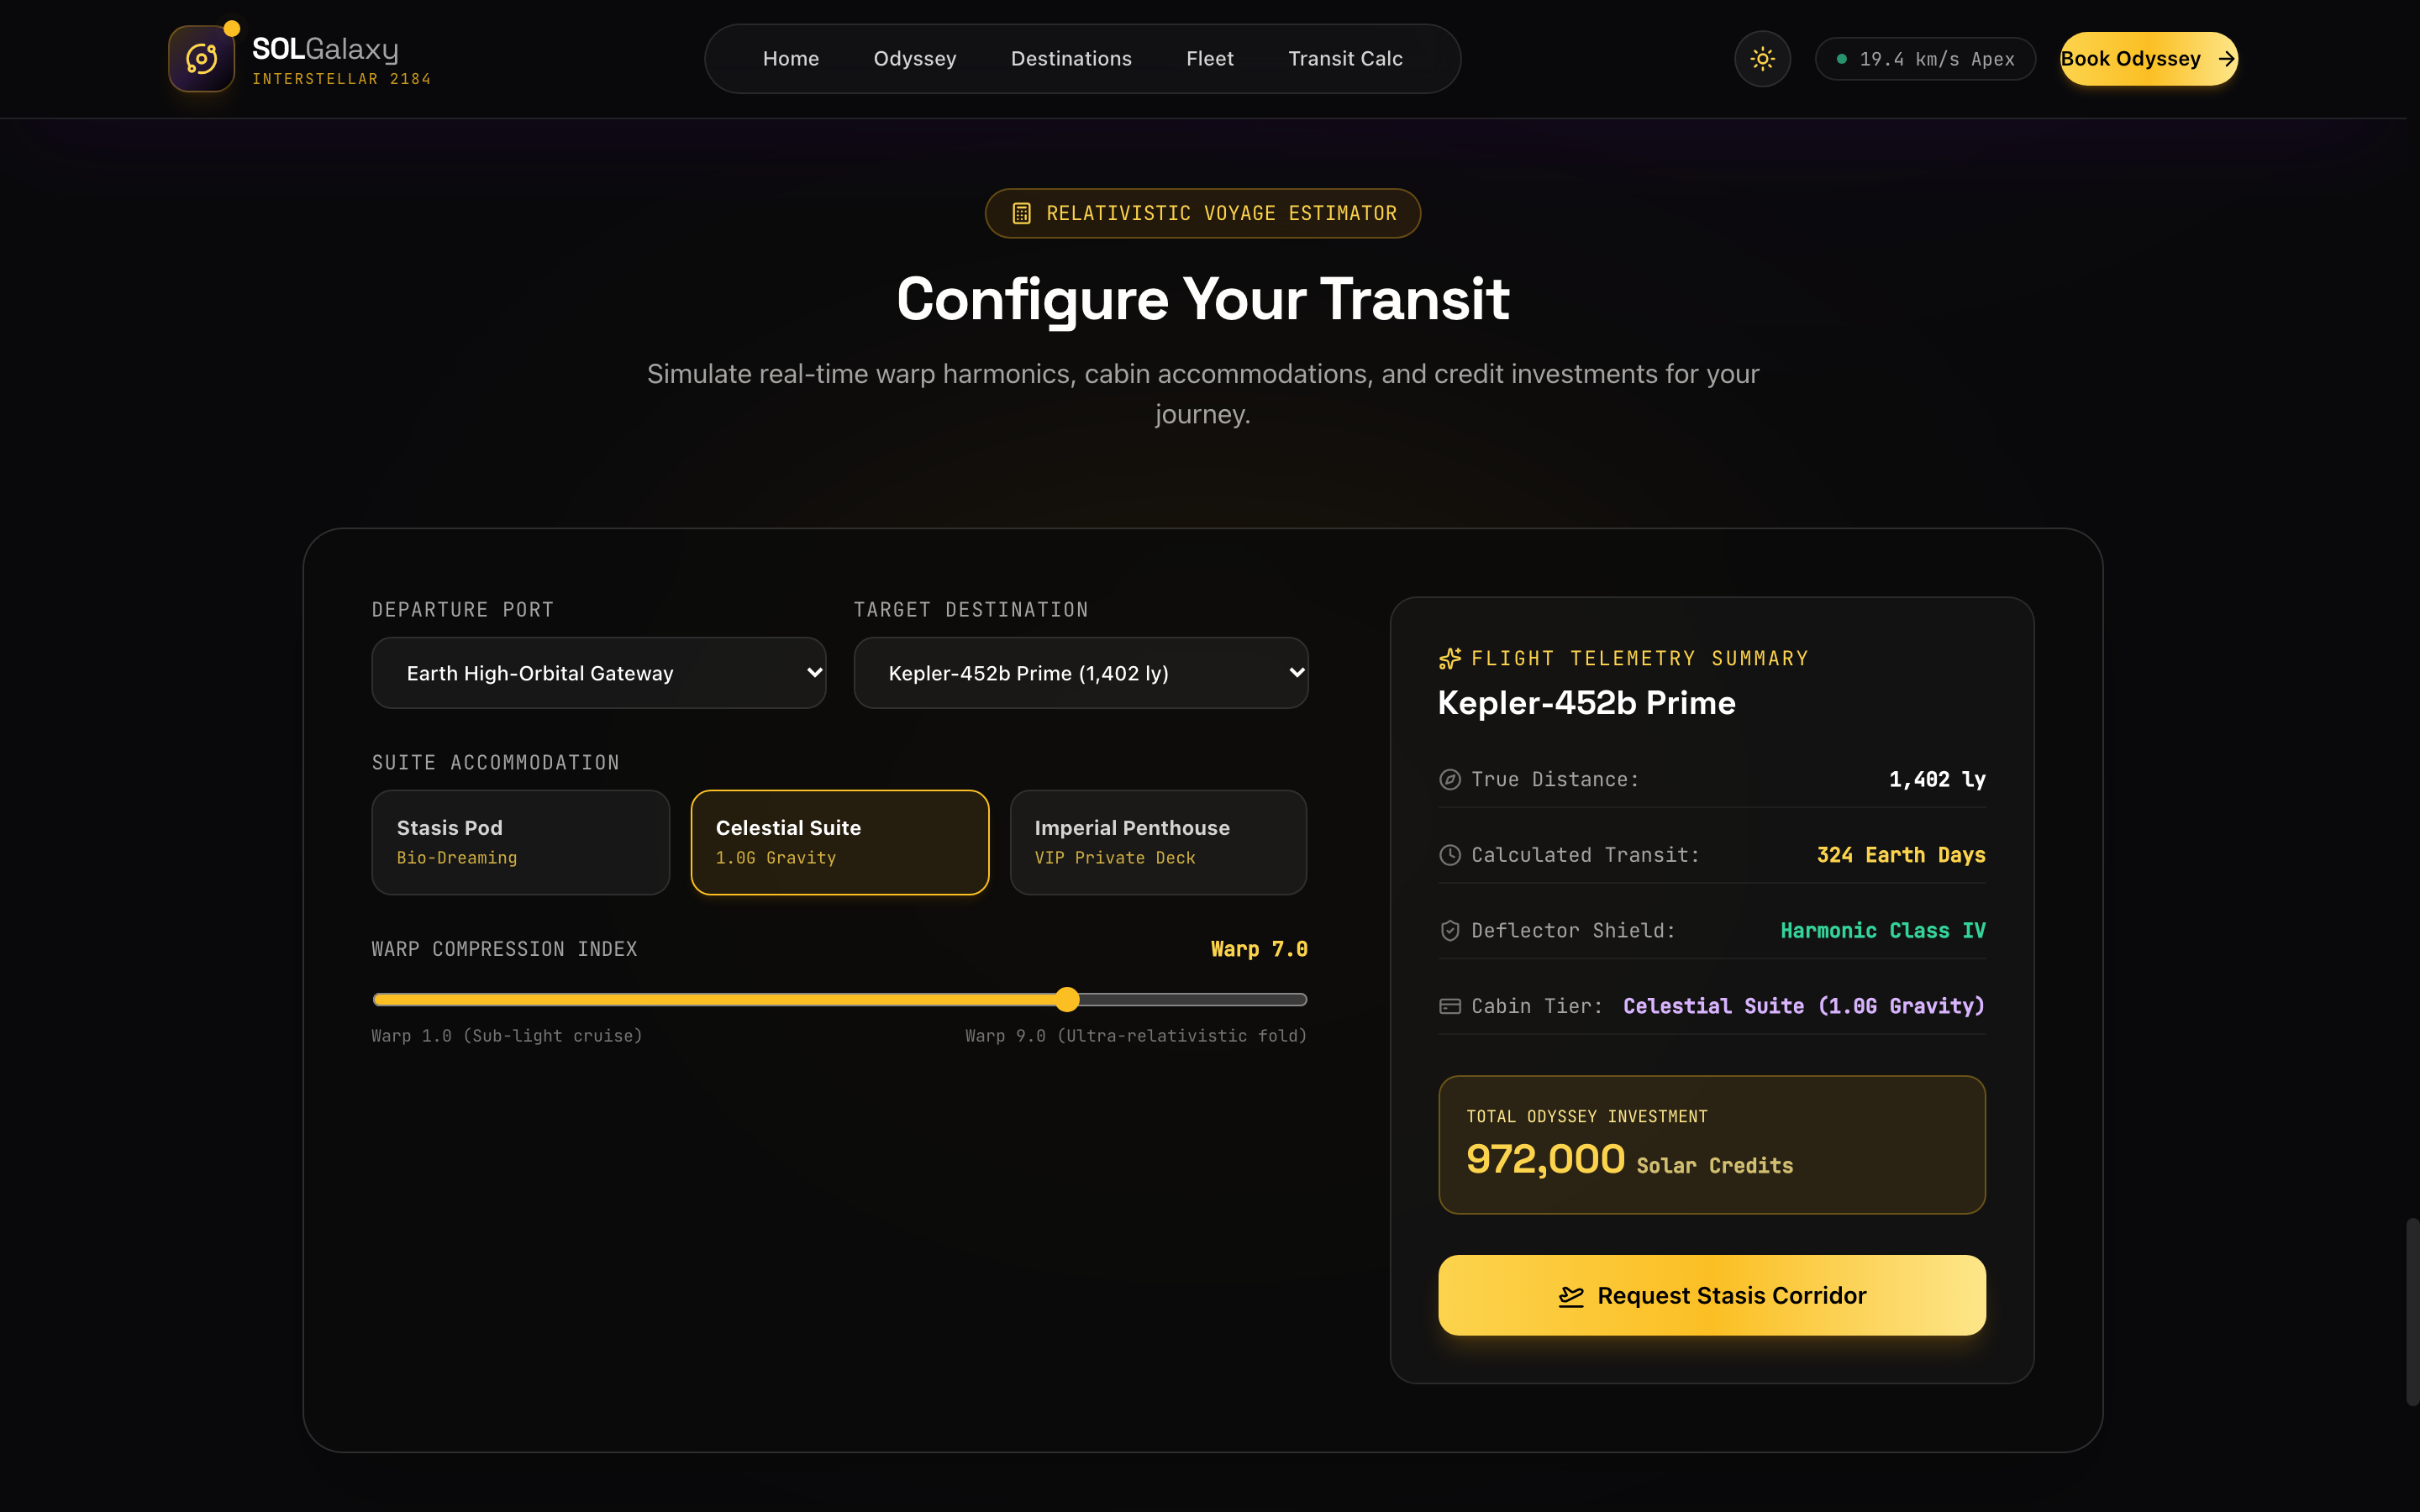 SOLGalaxy
INTERSTELLAR 2184
Home
Odyssey
Destinations
Fleet
Transit Calc
19.4 km/s Apex
Book Odyssey
RELATIVISTIC VOYAGE ESTIMATOR
Configure Your Transit
Simulate real-time warp harmonics, cabin accommodations, and credit investments for your
journey.
DEPARTURE PORT
Earth High-Orbital Gateway
TARGET DESTINATION
Kepler-452b Prime (1,402 ly)
SUITE ACCOMMODATION
Stasis Pod
Bio-Dreaming
Celestial Suite
1.0G Gravity
Imperial Penthouse
VIP Private Deck
WARP COMPRESSION INDEX
Warp 7.0
Warp 1.0 (Sub-light cruise)
Warp 9.0 (Ultra-relativistic fold)
FLIGHT TELEMETRY SUMMARY
Kepler-452b Prime
True Distance: 1,402 ly
Calculated Transit: 324 Earth Days
Deflector Shield: Harmonic Class IV
Cabin Tier: Celestial Suite (1.0G Gravity)
TOTAL ODYSSEY INVESTMENT
972,000 Solar Credits
Request Stasis Corridor